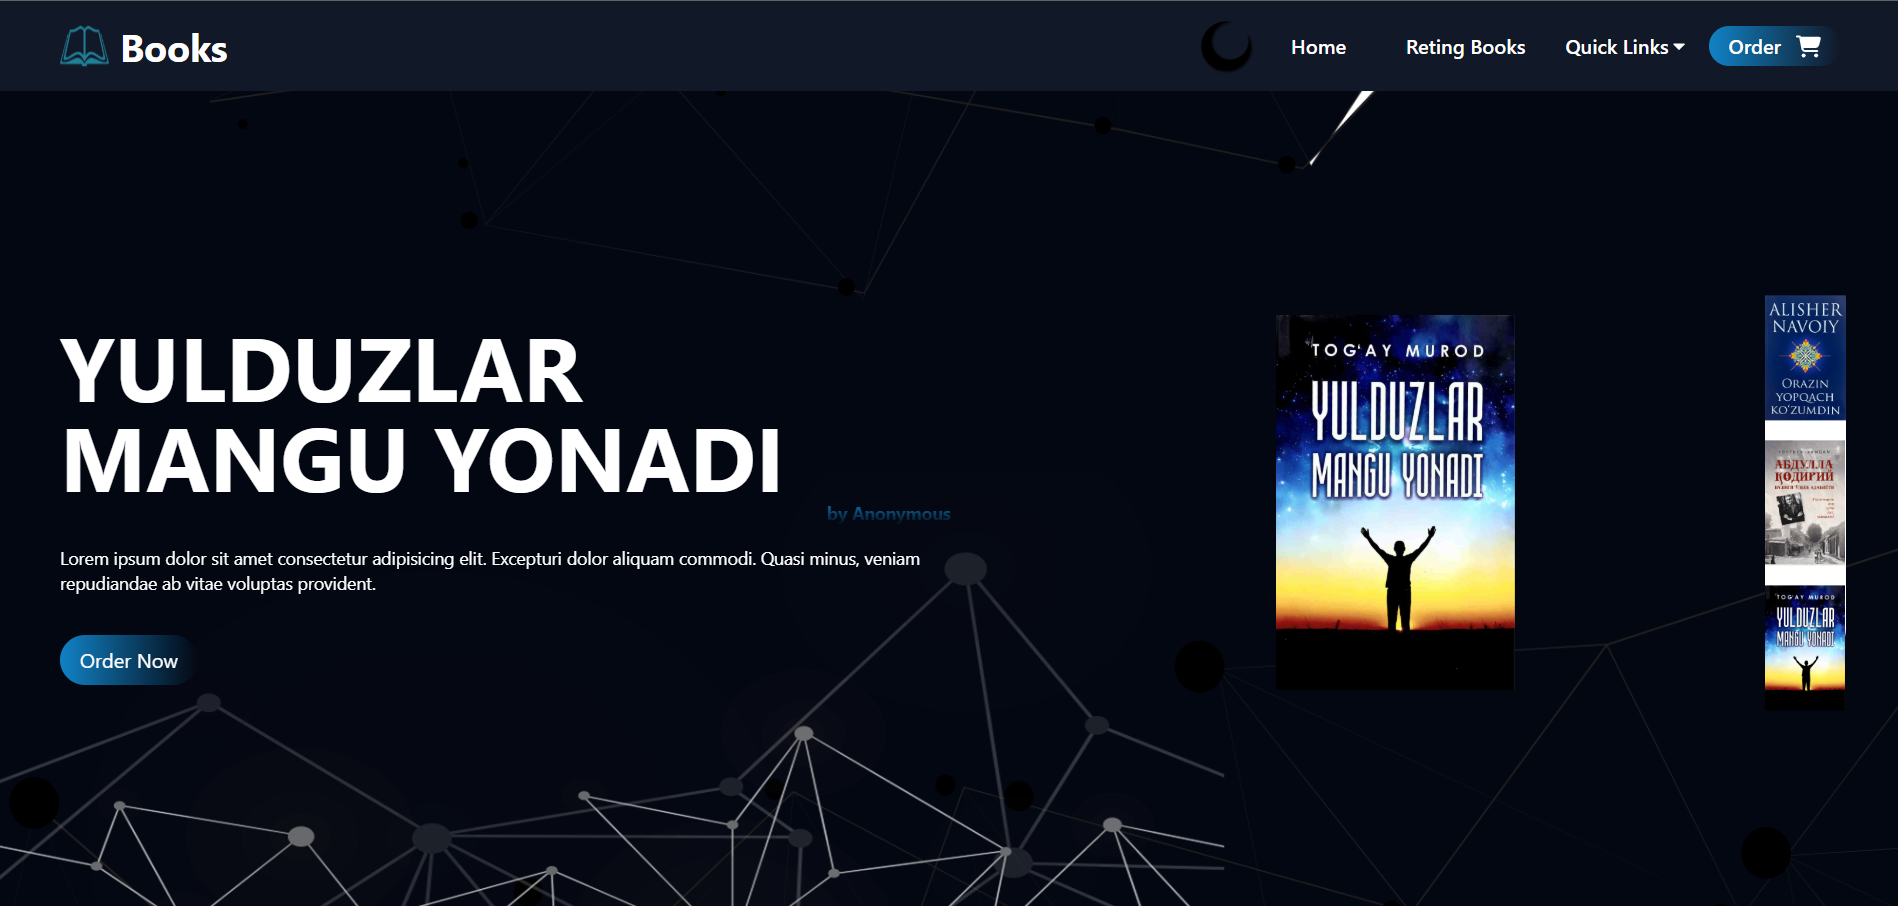 Books
Home
Reting Books
Quick Links
Order
YULDUZLAR
MANGU YONADI
by Anonymous
Lorem ipsum dolor sit amet consectetur adipisicing elit. Excepturi dolor aliquam commodi. Quasi minus, veniam
repudiandae ab vitae voluptas provident.
Order Now
TOG‘AY MUROD
YULDUZLAR
MANGU YONADI
ALISHER
NAVOIY
ORAZIN
YOPQACH
KO‘ZUMDIN
АБДУЛЛА
ҚОДИРИЙ
TOG‘AY MUROD
YULDUZLAR
MANGU YONADI